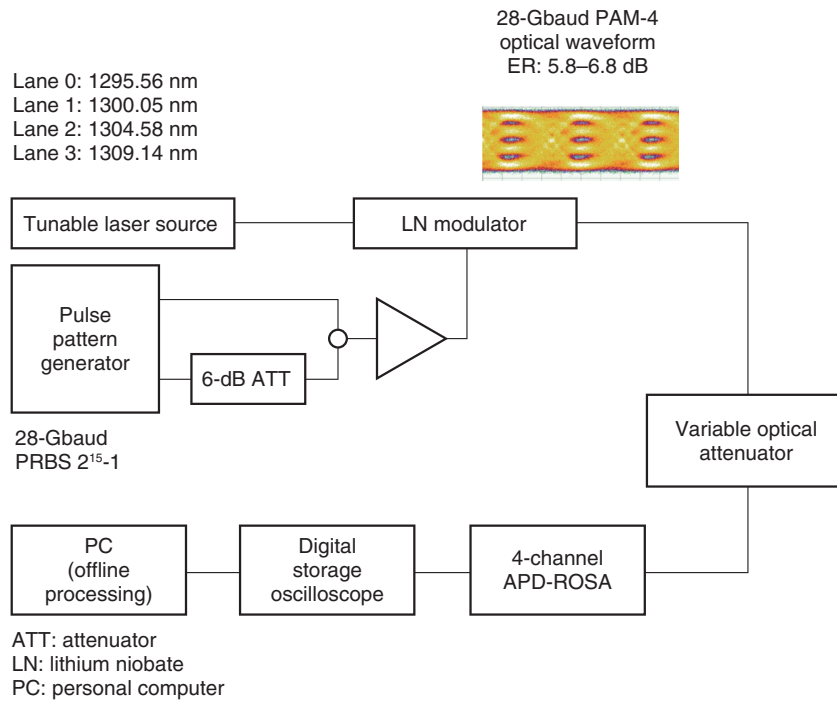 28-Gbaud PAM-4
optical waveform
ER: 5.8–6.8 dB
Lane 0: 1295.56 nm
Lane 1: 1300.05 nm
Lane 2: 1304.58 nm
Lane 3: 1309.14 nm
Tunable laser source
LN modulator
Pulse
pattern
generator
6-dB ATT
28-Gbaud
PRBS 2¹⁵-1
Variable optical
attenuator
PC
(offline
processing)
Digital
storage
oscilloscope
4-channel
APD-ROSA
ATT: attenuator
LN: lithium niobate
PC: personal computer